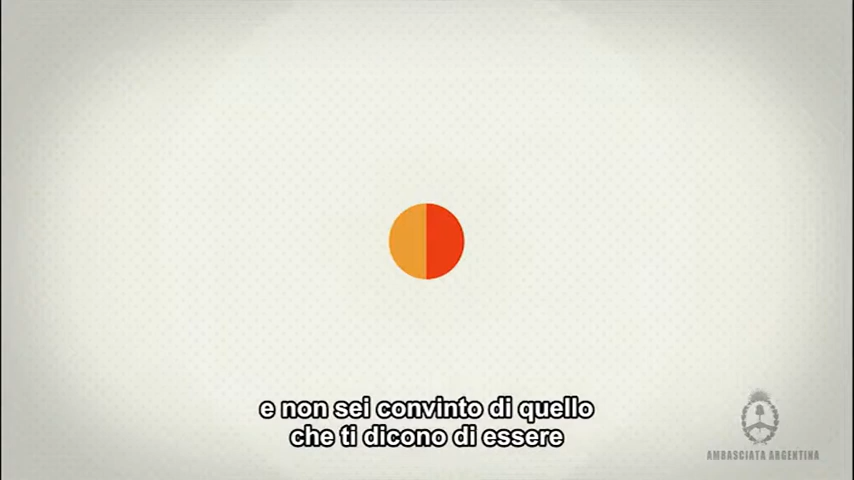 e non sei convinto di quello
che ti dicono di essere
AMBASCIATA ARGENTINA